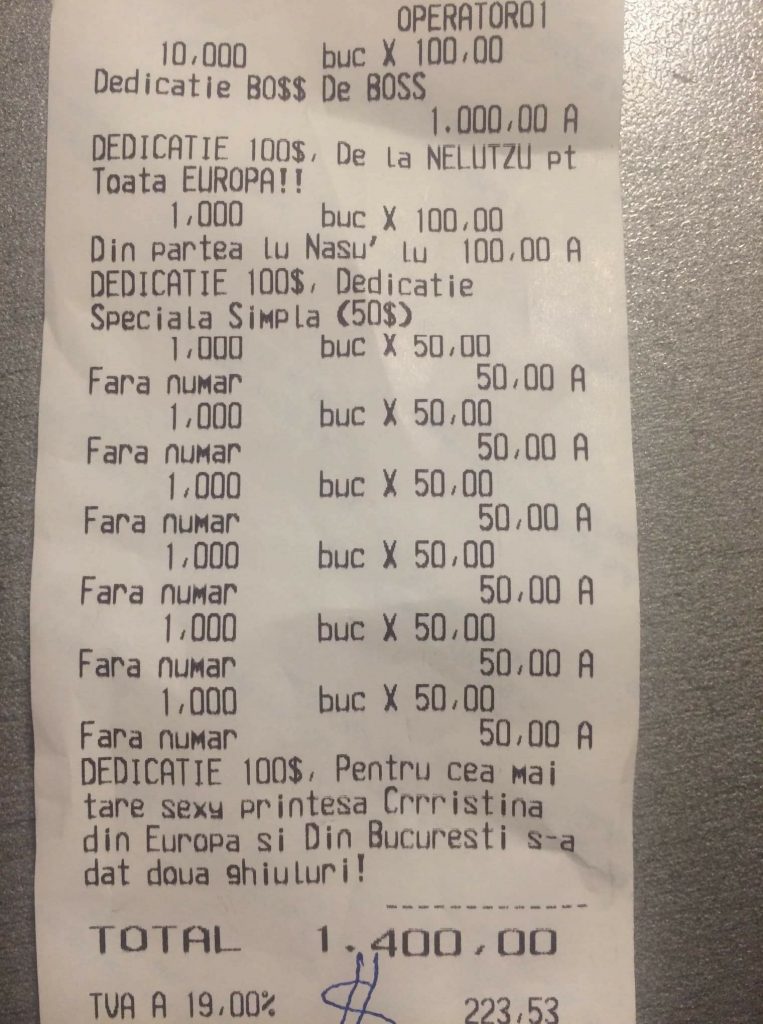 OPERATOR01
10,000 buc X 100,00
Dedicatie BO$$ De BOSS
1.000,00 A
DEDICATIE 100$, De la NELUTZU pt
Toata EUROPA!!
1,000 buc X 100,00
Din partea lu Nasu' lu 100,00 A
DEDICATIE 100$, Dedicatie
Speciala Simpla (50$)
1,000 buc X 50,00
Fara numar 50,00 A
1,000 buc X 50,00
Fara numar 50,00 A
1,000 buc X 50,00
Fara numar 50,00 A
1,000 buc X 50,00
Fara numar 50,00 A
1,000 buc X 50,00
Fara numar 50,00 A
1,000 buc X 50,00
Fara numar 50,00 A
DEDICATIE 100$, Pentru cea mai
tare sexy printesa Crrristina
din Europa si Din Bucuresti s-a
dat doua ghiuluri!
TOTAL 1.400,00
$
TVA A 19,00% 223,53